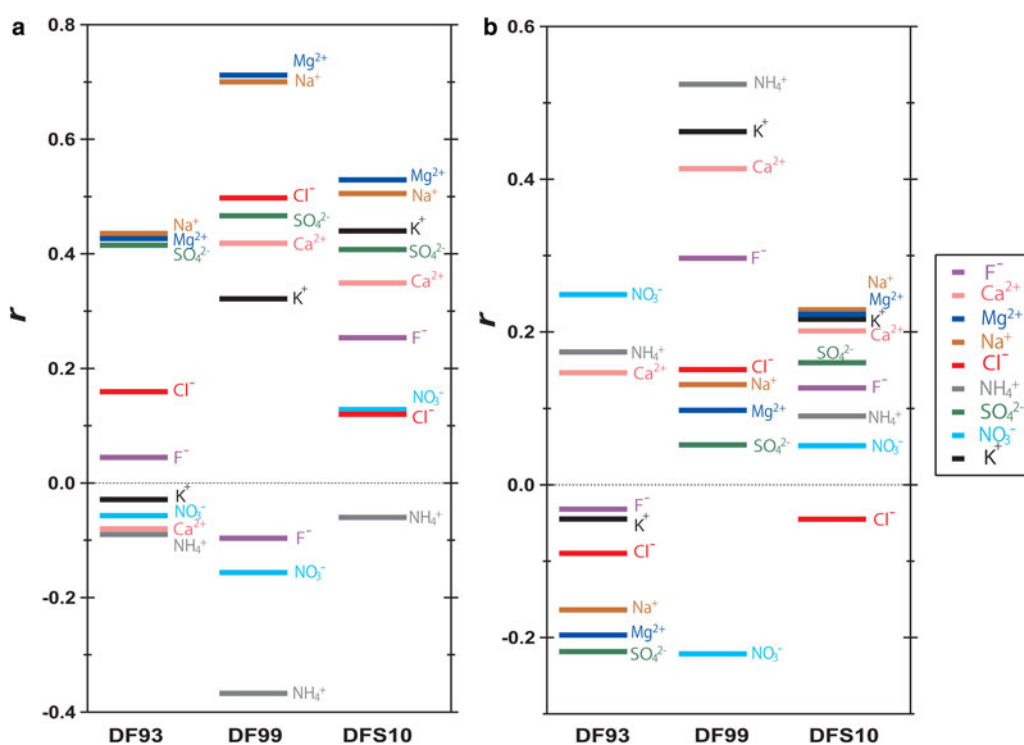 a
r
0.8
0.6
0.4
0.2
0.0
-0.2
-0.4
Na⁺
Mg²⁺
SO₄²⁻
Cl⁻
F⁻
K⁺
NO₃⁻
Ca²⁺
NH₄⁺
Mg²⁺
Na⁺
Cl⁻
SO₄²⁻
Ca²⁺
K⁺
F⁻
NO₃⁻
NH₄⁺
Mg²⁺
Na⁺
K⁺
SO₄²⁻
Ca²⁺
F⁻
NO₃⁻
Cl⁻
NH₄⁺
DF93 DF99 DFS10
b
r
0.6
0.4
0.2
0.0
-0.2
NO₃⁻
NH₄⁺
Ca²⁺
F⁻
K⁺
Cl⁻
Na⁺
Mg²⁺
SO₄²⁻
NH₄⁺
K⁺
Ca²⁺
F⁻
Cl⁻
Na⁺
Mg²⁺
SO₄²⁻
NO₃⁻
Na⁺
Mg²⁺
K⁺
Ca²⁺
SO₄²⁻
F⁻
NH₄⁺
NO₃⁻
Cl⁻
DF93 DF99 DFS10
F⁻
Ca²⁺
Mg²⁺
Na⁺
Cl⁻
NH₄⁺
SO₄²⁻
NO₃⁻
K⁺